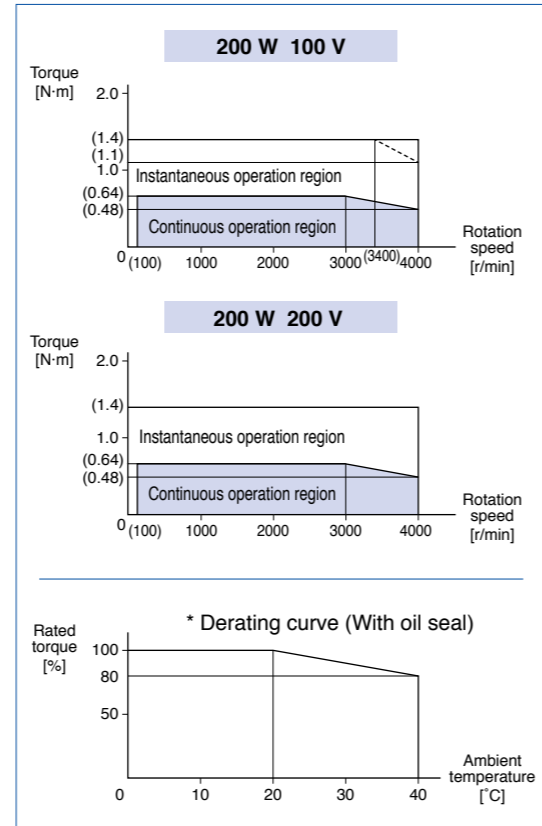 200 W 100 V
Torque
[N·m]
2.0
(1.4)
(1.1)
1.0
(0.64)
(0.48)
0
Instantaneous operation region
Continuous operation region
(100) 1000 2000 3000 (3400) 4000
Rotation
speed
[r/min]
200 W 200 V
Torque
[N·m]
2.0
(1.4)
1.0
(0.64)
(0.48)
0
Instantaneous operation region
Continuous operation region
(100) 1000 2000 3000 4000
Rotation
speed
[r/min]
* Derating curve (With oil seal)
Rated
torque
[%]
100
80
50
0 10 20 30 40
Ambient
temperature
[˚C]